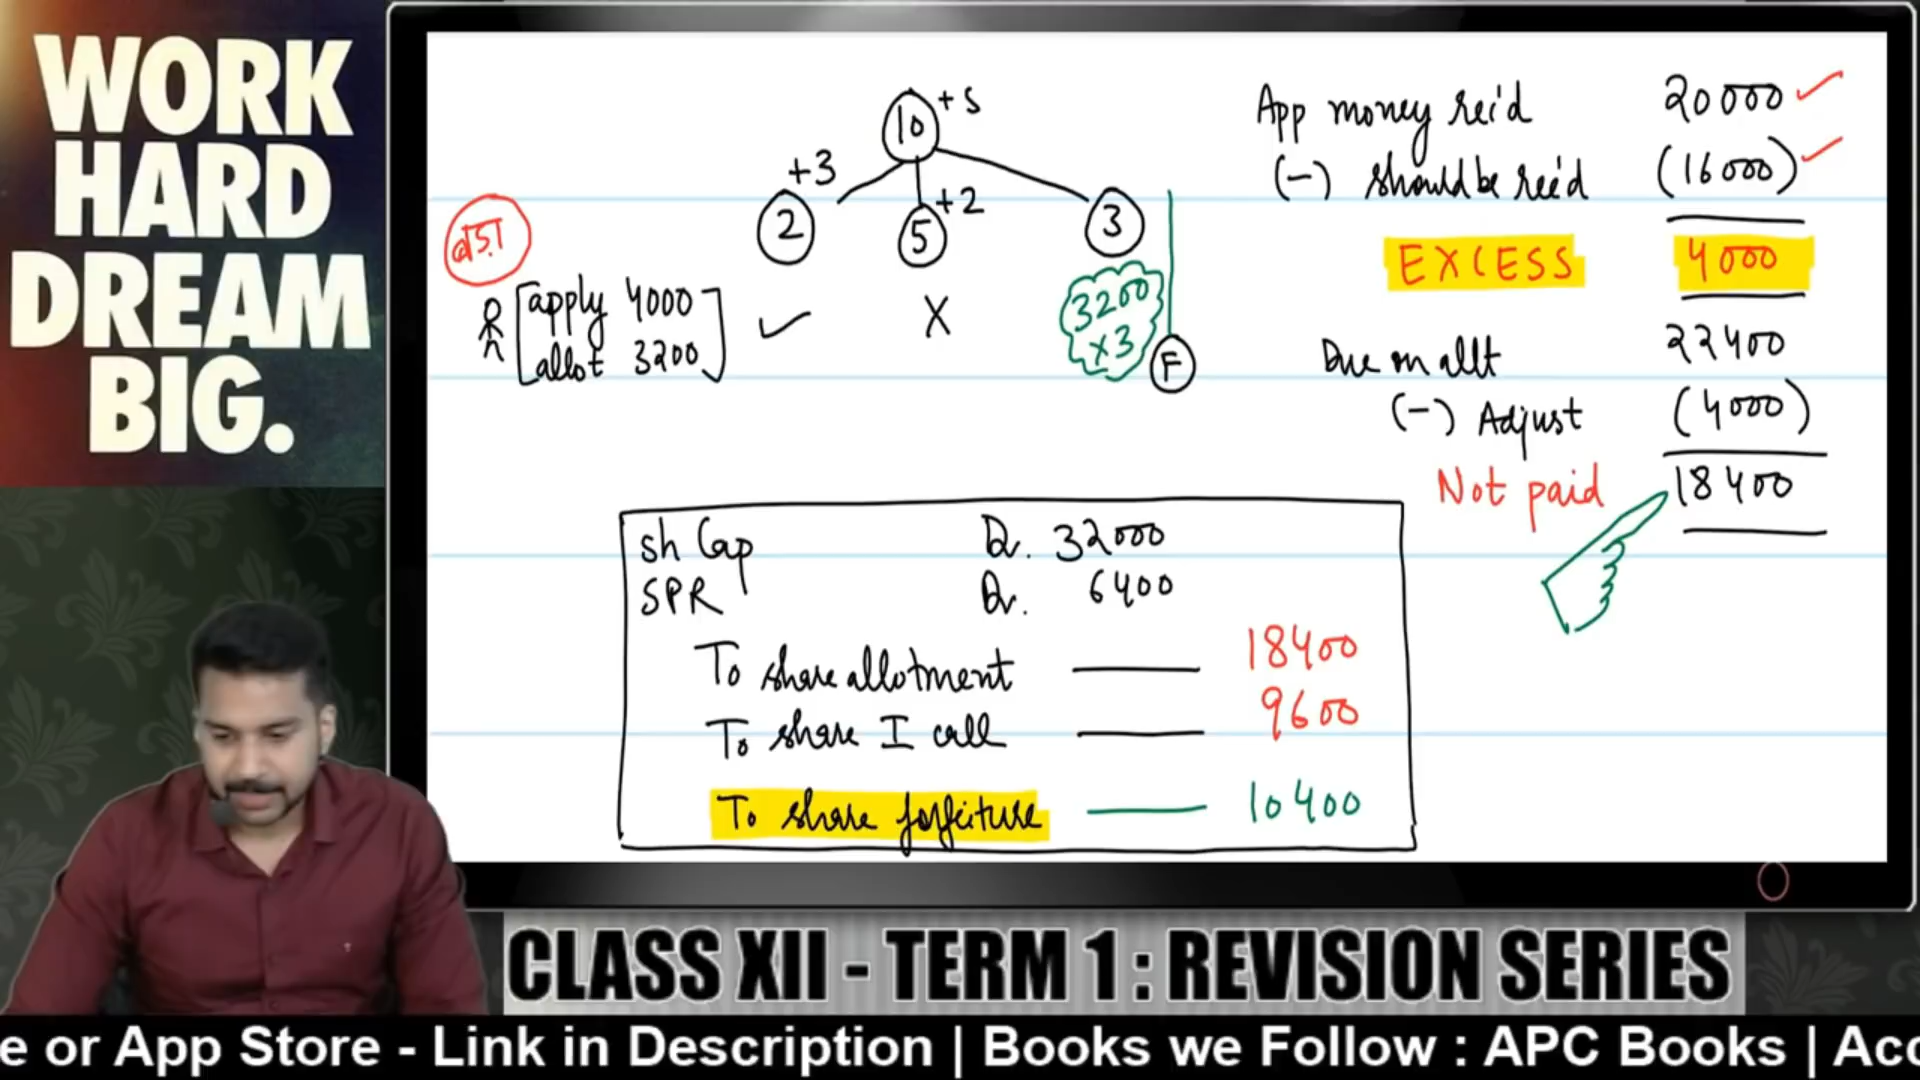 WORK
HARD
DREAM
BIG.
10 +5
+3
2
5 +2
3
apply 4000
allot 3200
✓
X
3200
x3
F
App money rei'd 20000 ✓
(-) should be rei'd (16000) ✓
EXCESS 4000
Due on allt 22400
(-) Adjust (4000)
Not paid 18400
sh Cap Dr. 32000
SPR Dr. 6400
To share allotment 18400
To share I call 9600
To share forfeiture 10400
CLASS XII - TERM 1 : REVISION SERIES
e or App Store - Link in Description | Books we Follow : APC Books | Acc